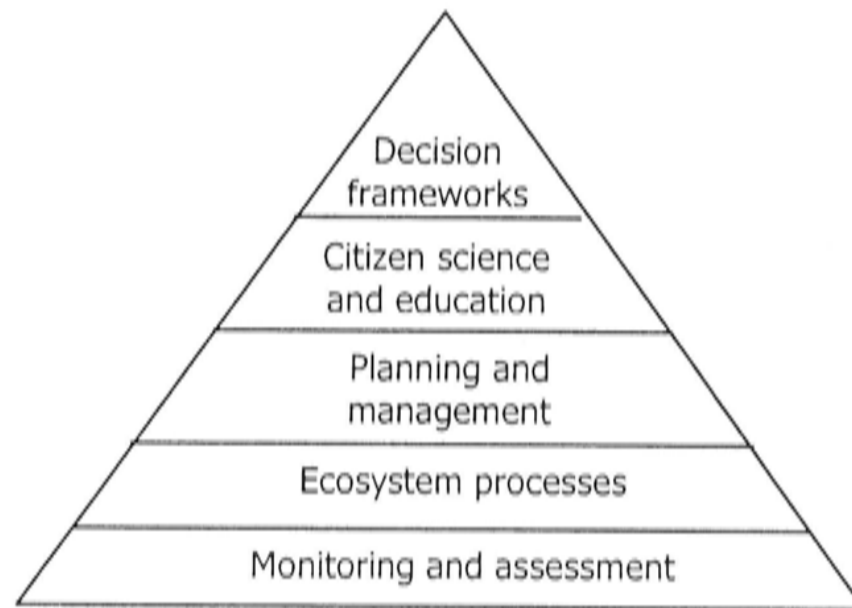 Decision
frameworks
Citizen science
and education
Planning and
management
Ecosystem processes
Monitoring and assessment